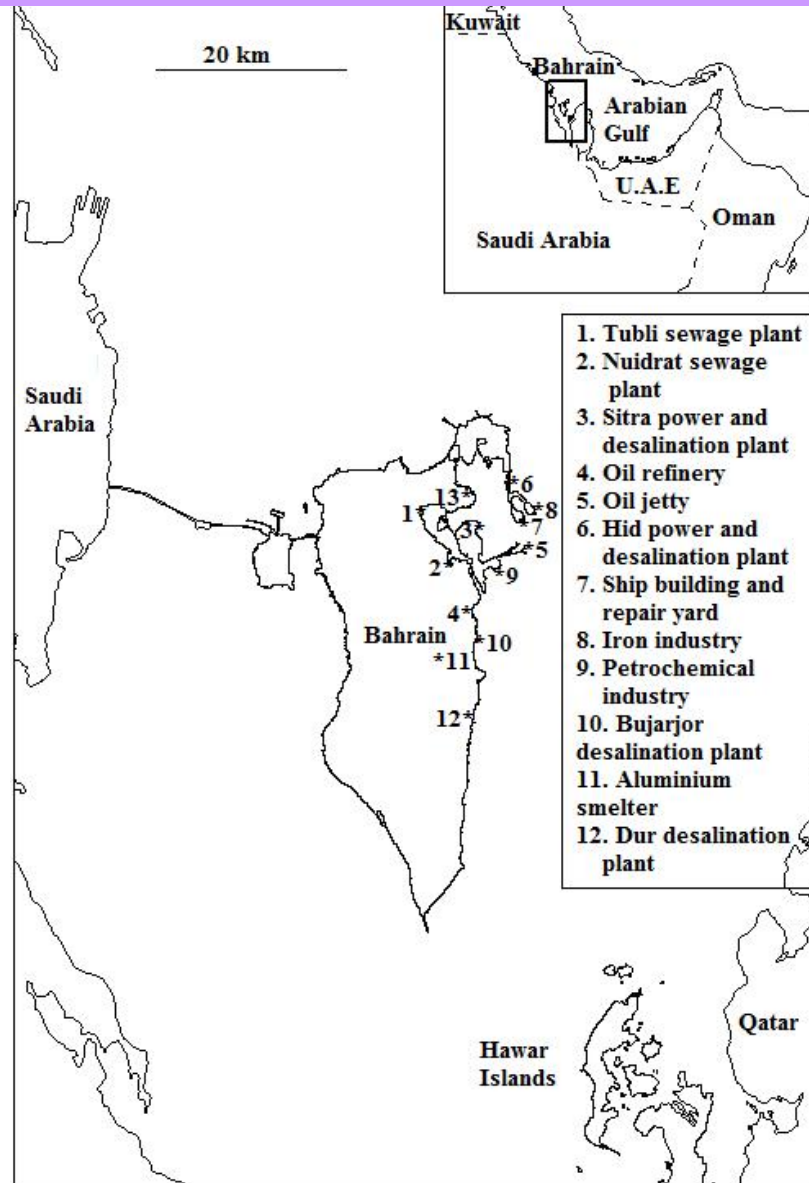 Kuwait
20 km
Bahrain
Arabian
Gulf
U.A.E
Oman
Saudi Arabia
1. Tubli sewage plant
2. Nuidrat sewage
plant
3. Sitra power and
desalination plant
4. Oil refinery
5. Oil jetty
6. Hid power and
desalination plant
7. Ship building and
repair yard
8. Iron industry
9. Petrochemical
industry
10. Bujarjor
desalination plant
11. Aluminium
smelter
12. Dur desalination
plant
Saudi
Arabia
*6
13*
1*
*8
*7
3*
*5
2*
*9
4*
Bahrain
*10
*11
12*
Qatar
Hawar
Islands